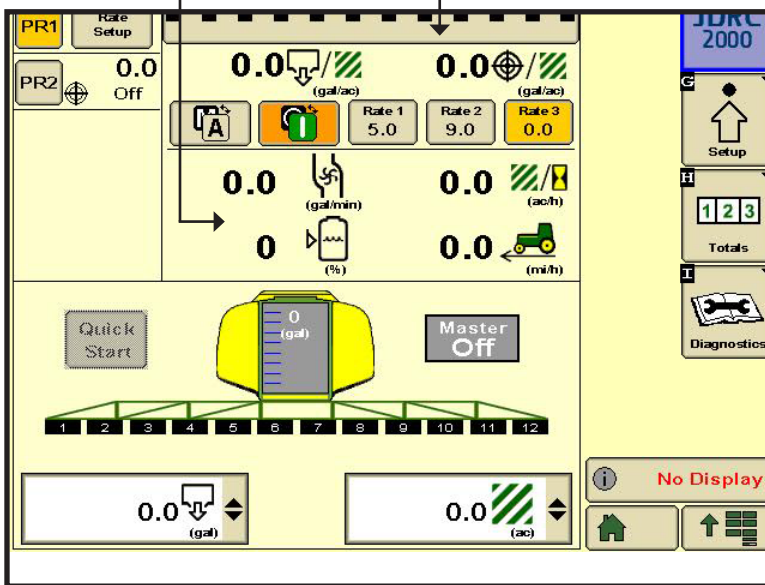 PR1
Rate
Setup
JDRC
2000
PR2
0.0
Off
0.0 / (gal/ac)
0.0 / (gal/ac)
A
I
Rate 1
5.0
Rate 2
9.0
Rate 3
0.0
G
Setup
0.0 (gal/min)
0.0 / (ac/h)
H
1 2 3
Totals
0 (%)
0.0 (mi/h)
I
Diagnostics
Quick
Start
0
(gal)
Master
Off
1 2 3 4 5 6 7 8 9 10 11 12
0.0 (gal)
0.0 (ac)
i No Display